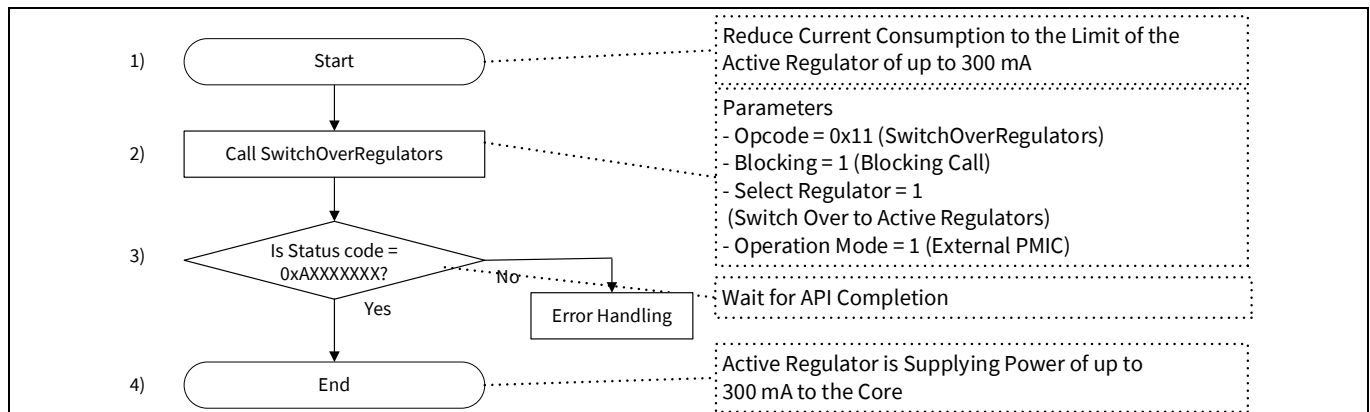 1)
Start
Reduce Current Consumption to the Limit of the
Active Regulator of up to 300 mA
2)
Call SwitchOverRegulators
Parameters
- Opcode = 0x11 (SwitchOverRegulators)
- Blocking = 1 (Blocking Call)
- Select Regulator = 1
(Switch Over to Active Regulators)
- Operation Mode = 1 (External PMIC)
3)
Is Status code =
0xAXXXXXXX?
No
Yes
Error Handling
Wait for API Completion
4)
End
Active Regulator is Supplying Power of up to
300 mA to the Core